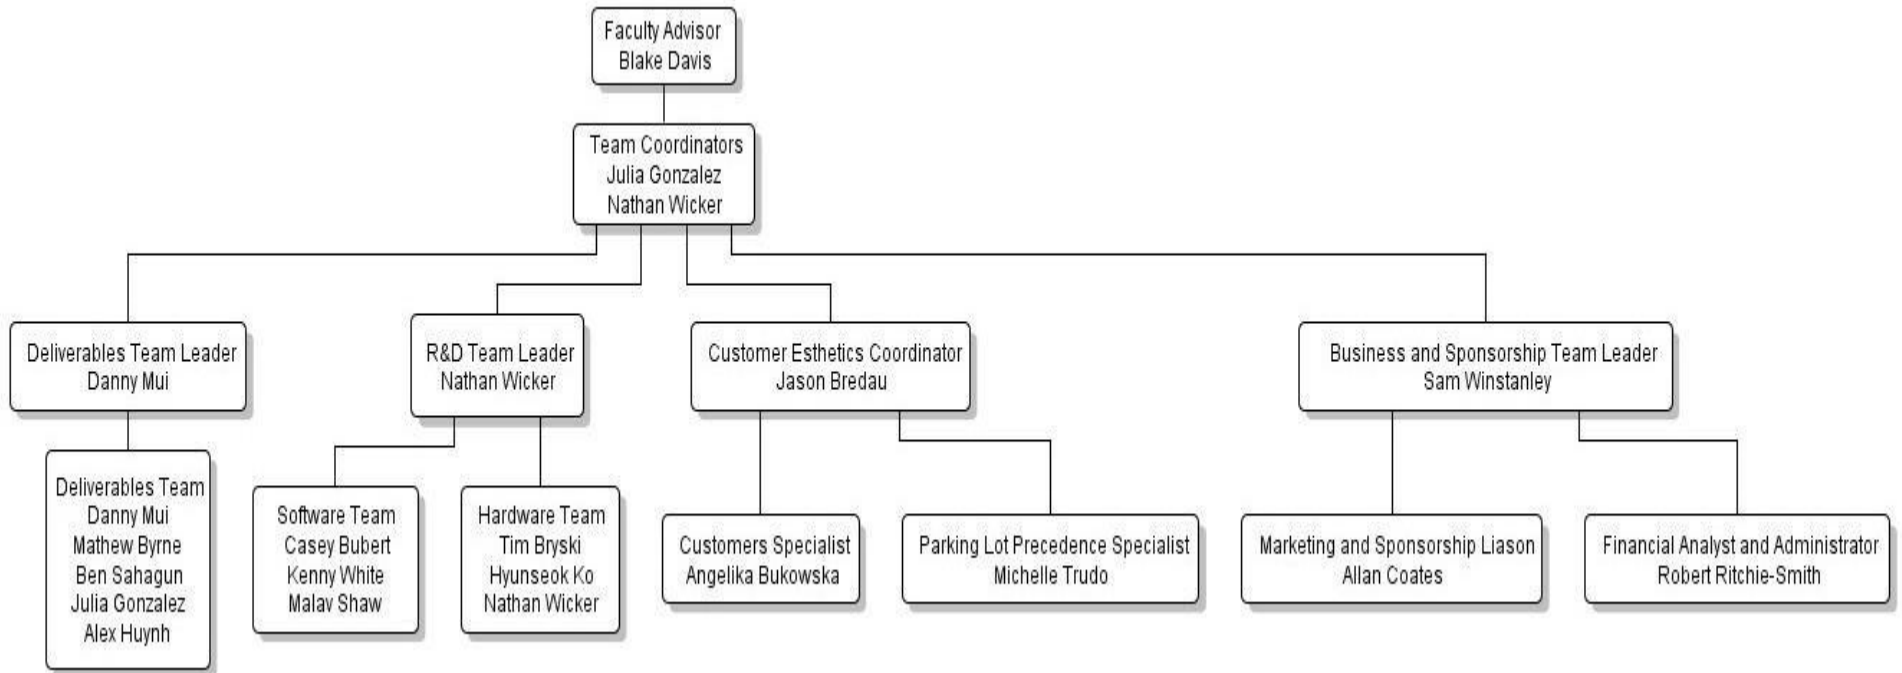 Faculty Advisor
Blake Davis
Team Coordinators
Julia Gonzalez
Nathan Wicker
Deliverables Team Leader
Danny Mui
R&D Team Leader
Nathan Wicker
Customer Esthetics Coordinator
Jason Bredau
Business and Sponsorship Team Leader
Sam Winstanley
Deliverables Team
Danny Mui
Mathew Byrne
Ben Sahagun
Julia Gonzalez
Alex Huynh
Software Team
Casey Bubert
Kenny White
Malav Shaw
Hardware Team
Tim Bryski
Hyunseok Ko
Nathan Wicker
Customers Specialist
Angelika Bukowska
Parking Lot Precedence Specialist
Michelle Trudo
Marketing and Sponsorship Liason
Allan Coates
Financial Analyst and Administrator
Robert Ritchie-Smith